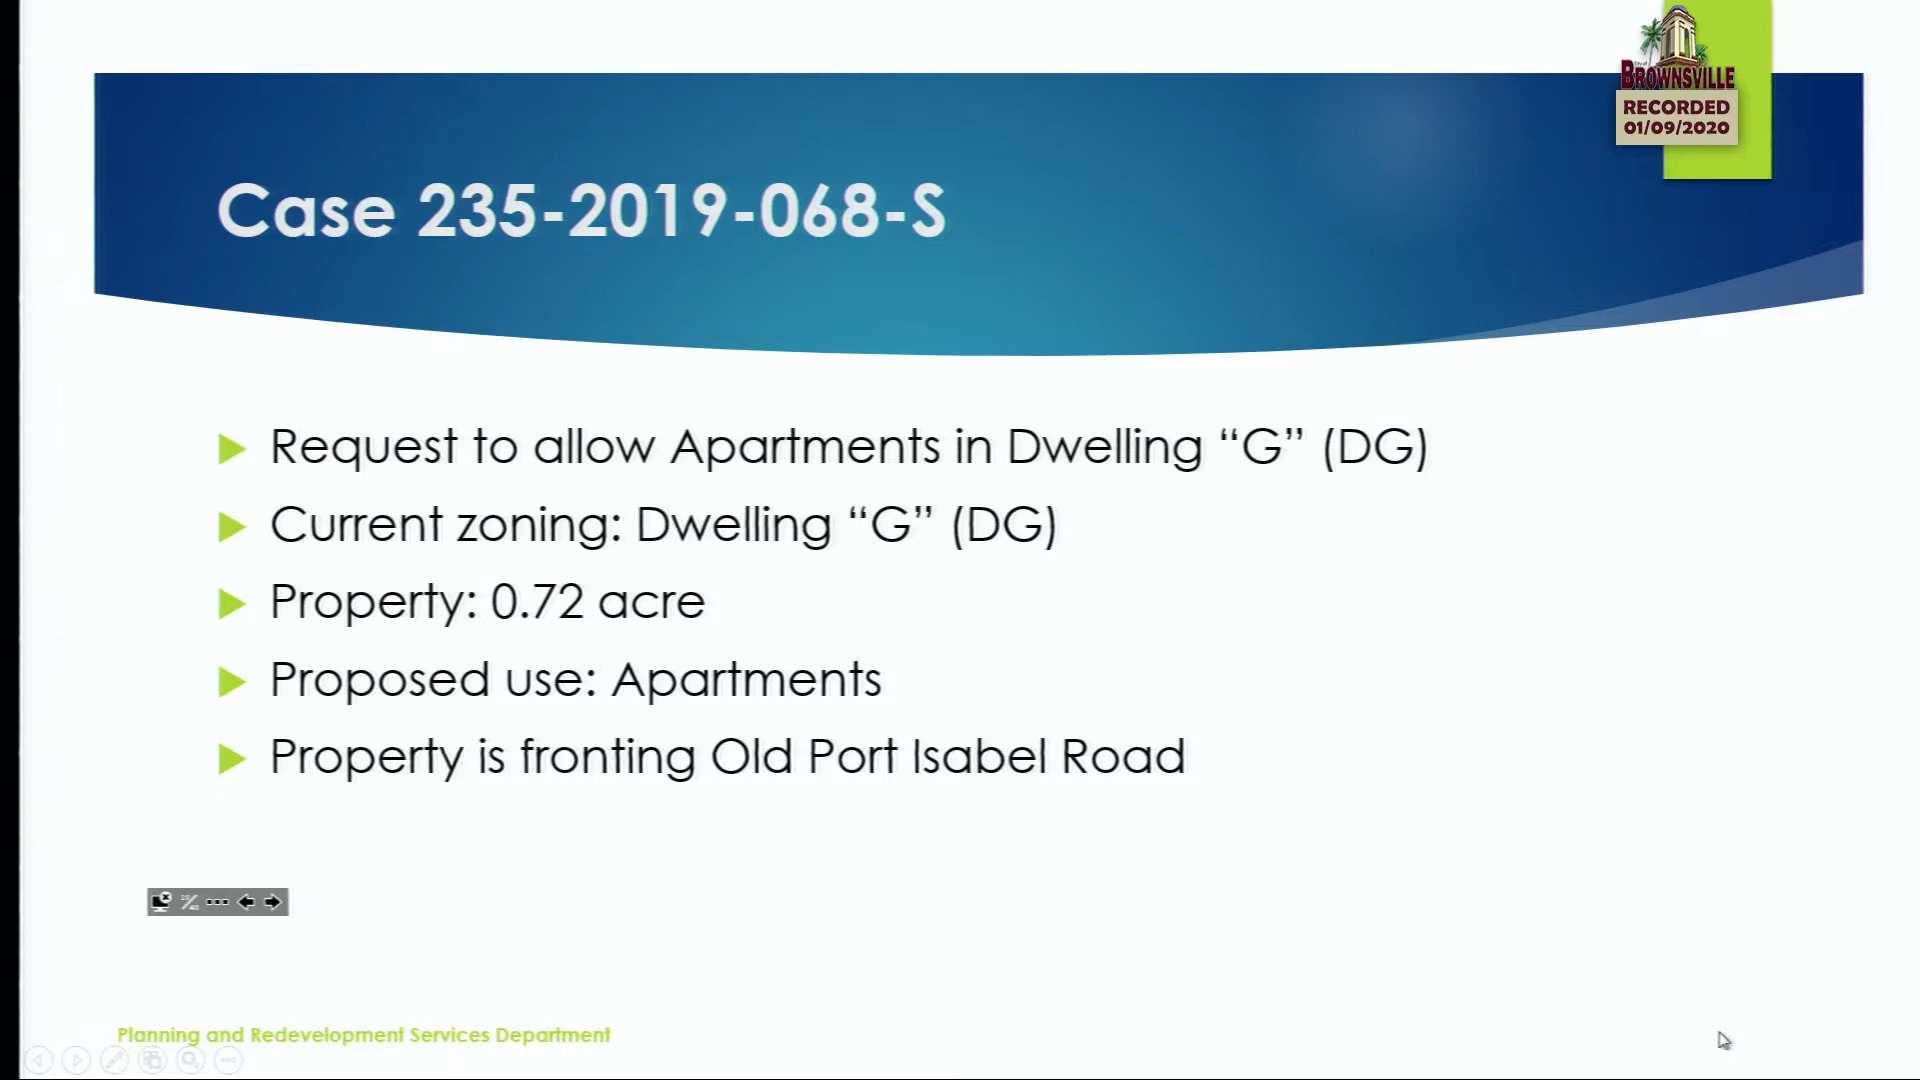 BROWNSVILLE
RECORDED
01/09/2020
Case 235-2019-068-S
Request to allow Apartments in Dwelling “G” (DG)
Current zoning: Dwelling “G” (DG)
Property: 0.72 acre
Proposed use: Apartments
Property is fronting Old Port Isabel Road
Planning and Redevelopment Services Department